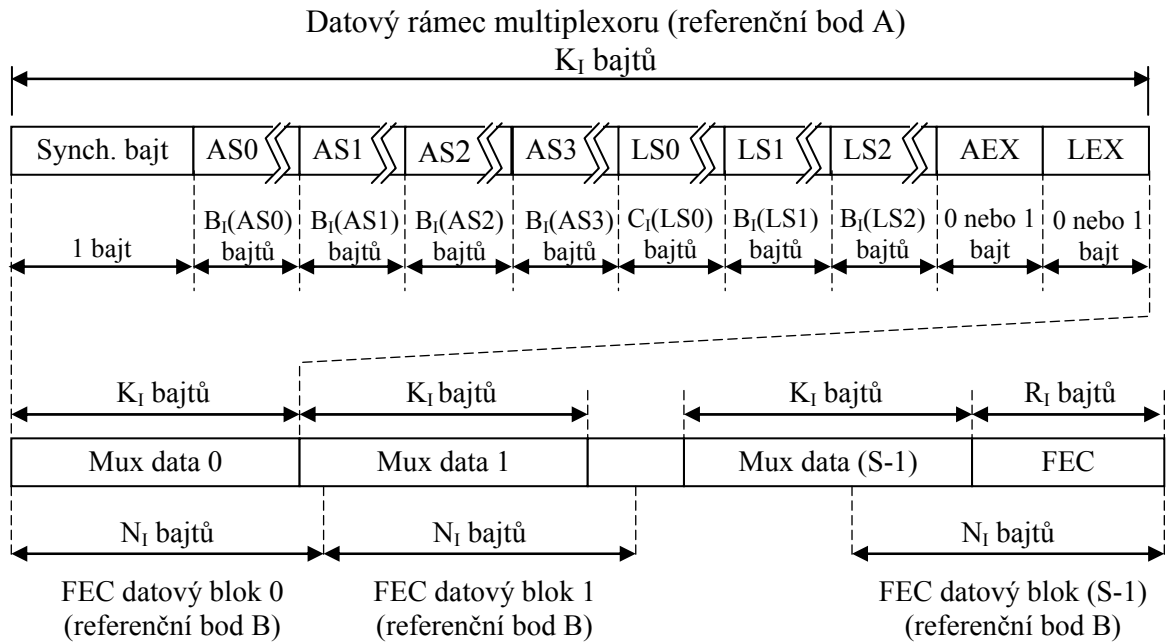 Datový rámec multiplexoru (referenční bod A)
K_I bajtů
Synch. bajt AS0 AS1 AS2 AS3 LS0 LS1 LS2 AEX LEX
B_I(AS0) B_I(AS1) B_I(AS2) B_I(AS3) C_I(LS0) B_I(LS1) B_I(LS2) 0 nebo 1 0 nebo 1
1 bajt bajtů bajtů bajtů bajtů bajtů bajtů bajtů bajt bajt
K_I bajtů K_I bajtů K_I bajtů R_I bajtů
Mux data 0 Mux data 1 Mux data (S-1) FEC
N_I bajtů N_I bajtů N_I bajtů
FEC datový blok 0 FEC datový blok 1 FEC datový blok (S-1)
(referenční bod B) (referenční bod B) (referenční bod B)